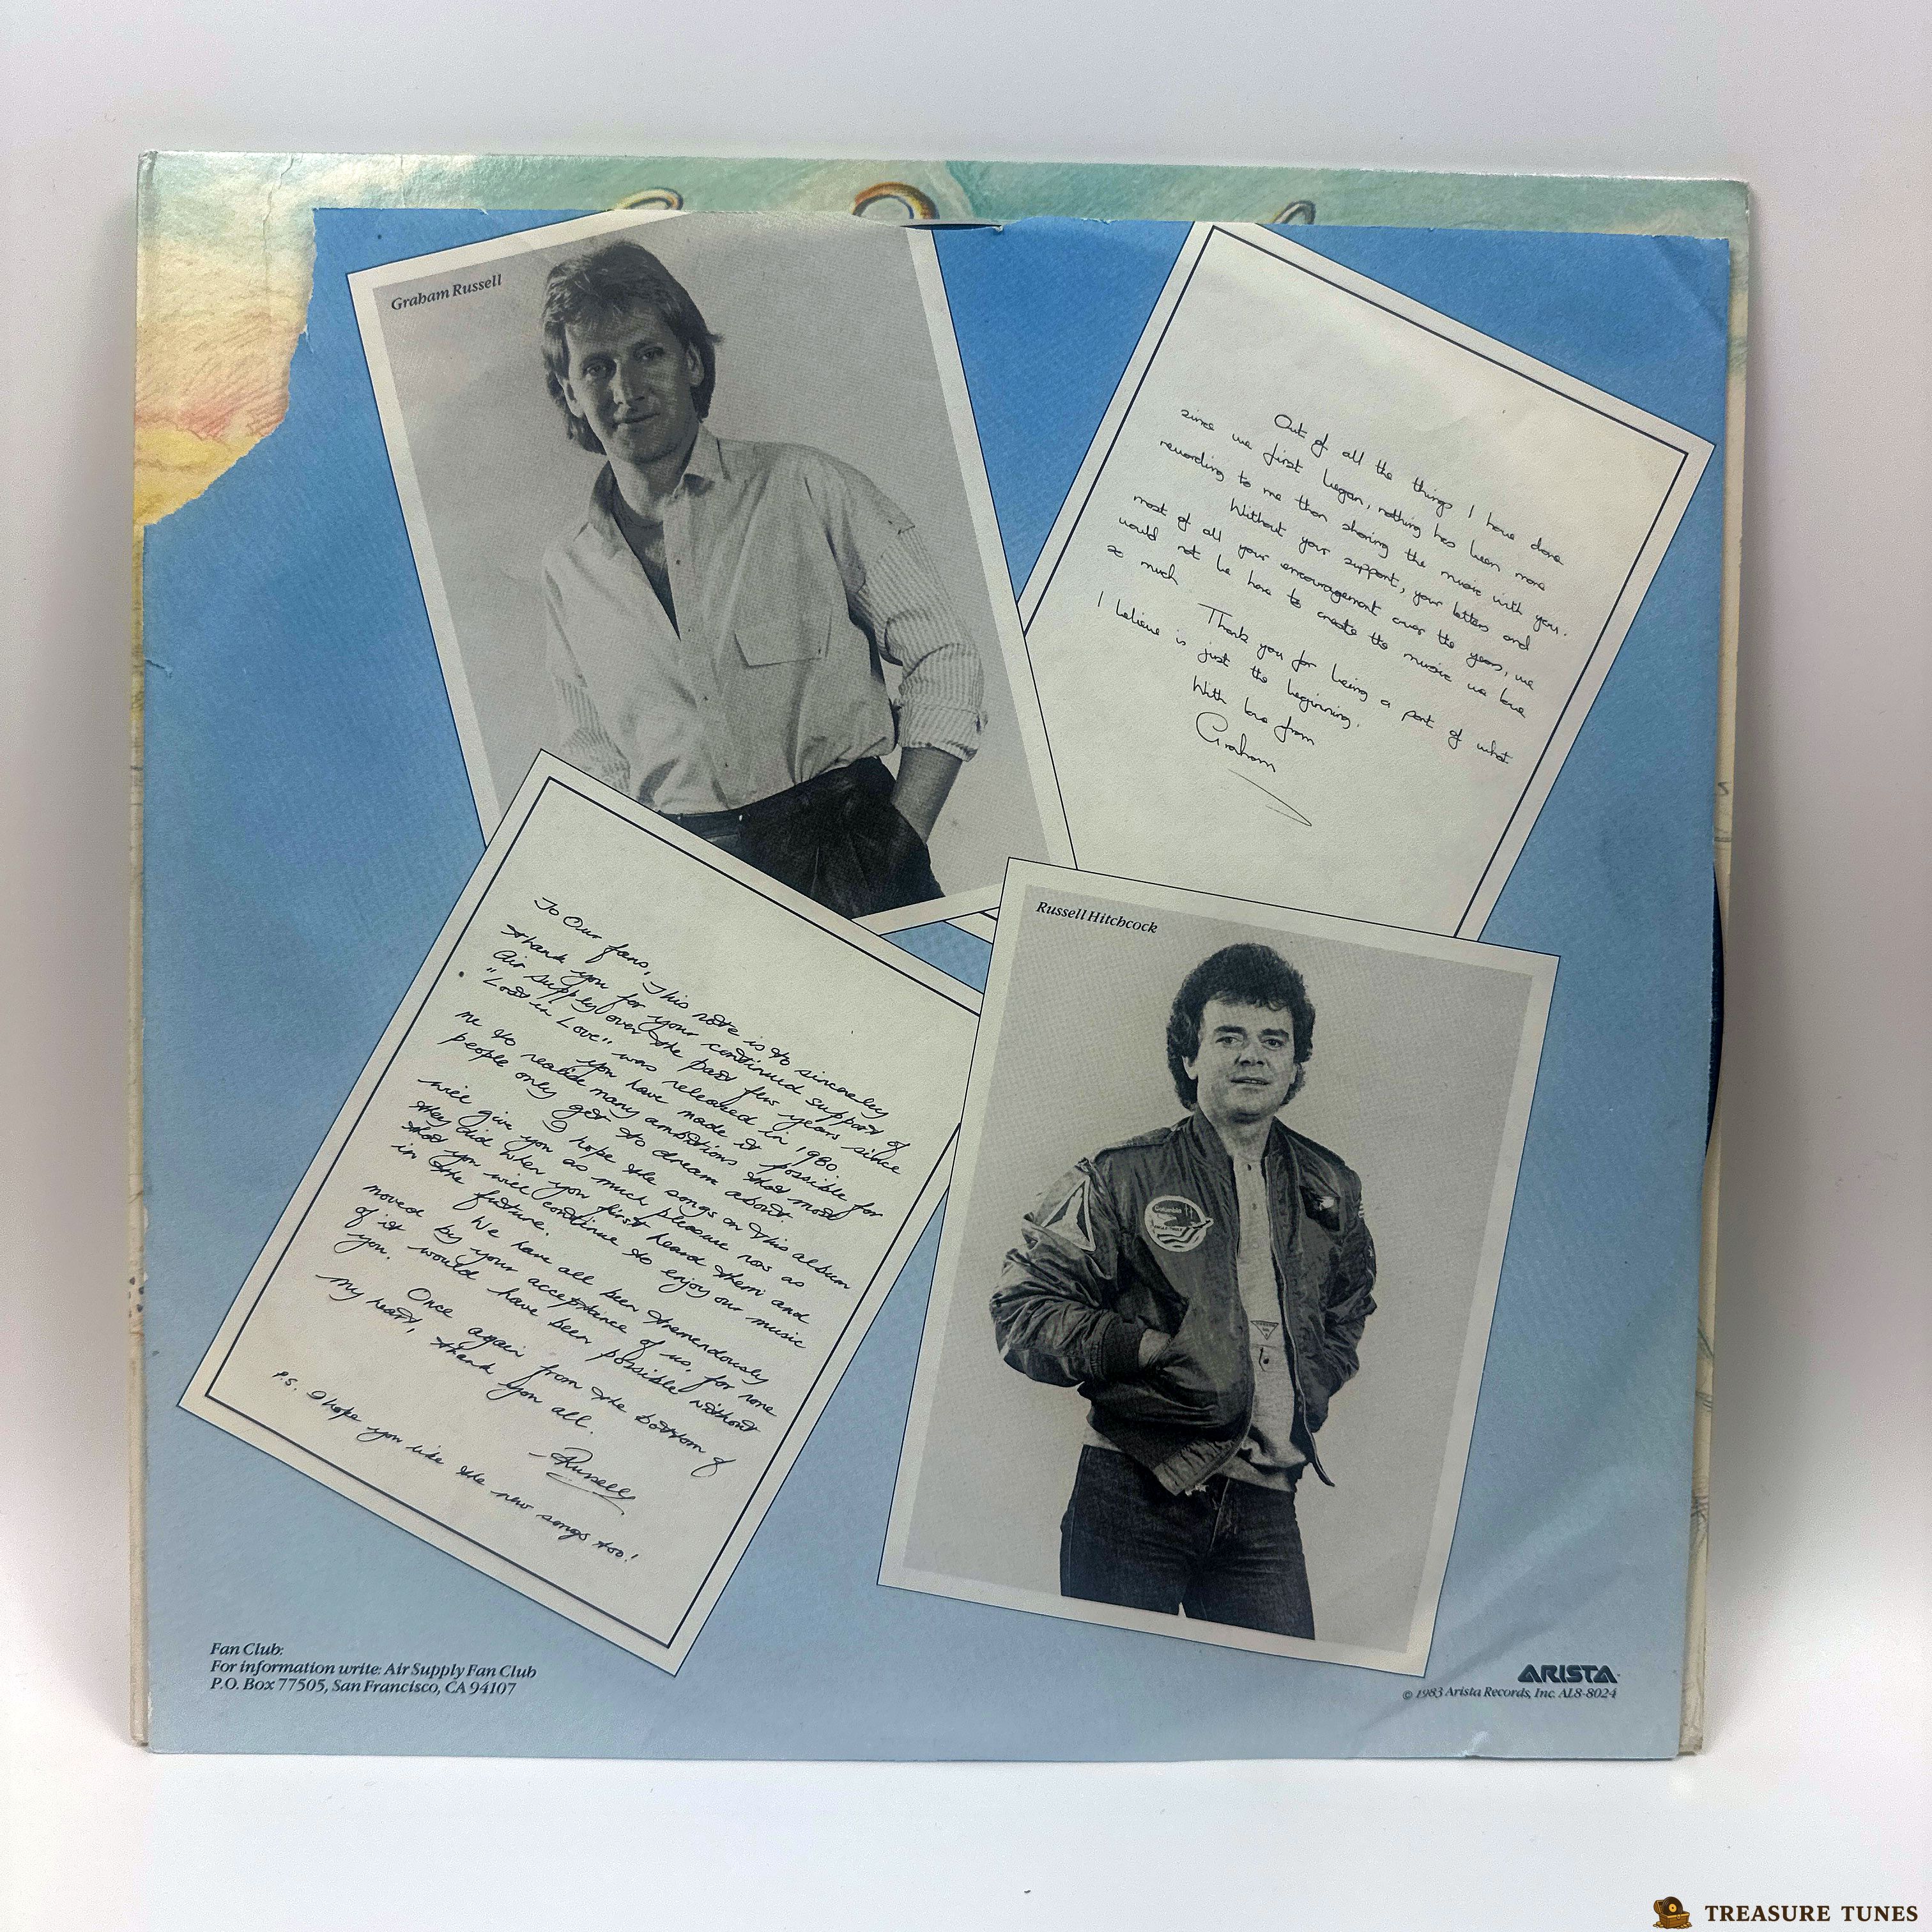 Graham Russell
Out of all the things I have done
since we first began, nothing has been more
rewarding to me than sharing the music with you.
Without your support, your letters and
most of all your encouragement over the years, we
would not be here to create the music we love
so much. Thank you for being a part of what
I believe is just the beginning.
With love from
Graham
To Our fans, This note is to sincerely
thank you for your continued support of
Air Supply over the past few years since
"Lost in Love" was released in 1980
you have made it possible for
me to realize many ambitions that most
people only get to dream about.
I hope the songs on this album
will give you as much pleasure now as
they did when you first heard them and
that you will continue to enjoy our music
in the future.
We have all been tremendously
moved by your acceptance of us, for none
of it would have been possible without
you.
Once again from the bottom of
my heart, thank you all.
Russell
P.S. I hope you like the new songs too!
Russell Hitchcock
Columbia
Fan Club:
For information write: Air Supply Fan Club
P.O. Box 77505, San Francisco, CA 94107
ARISTA
© 1983 Arista Records, Inc. AL8-8024
TREASURE TUNES